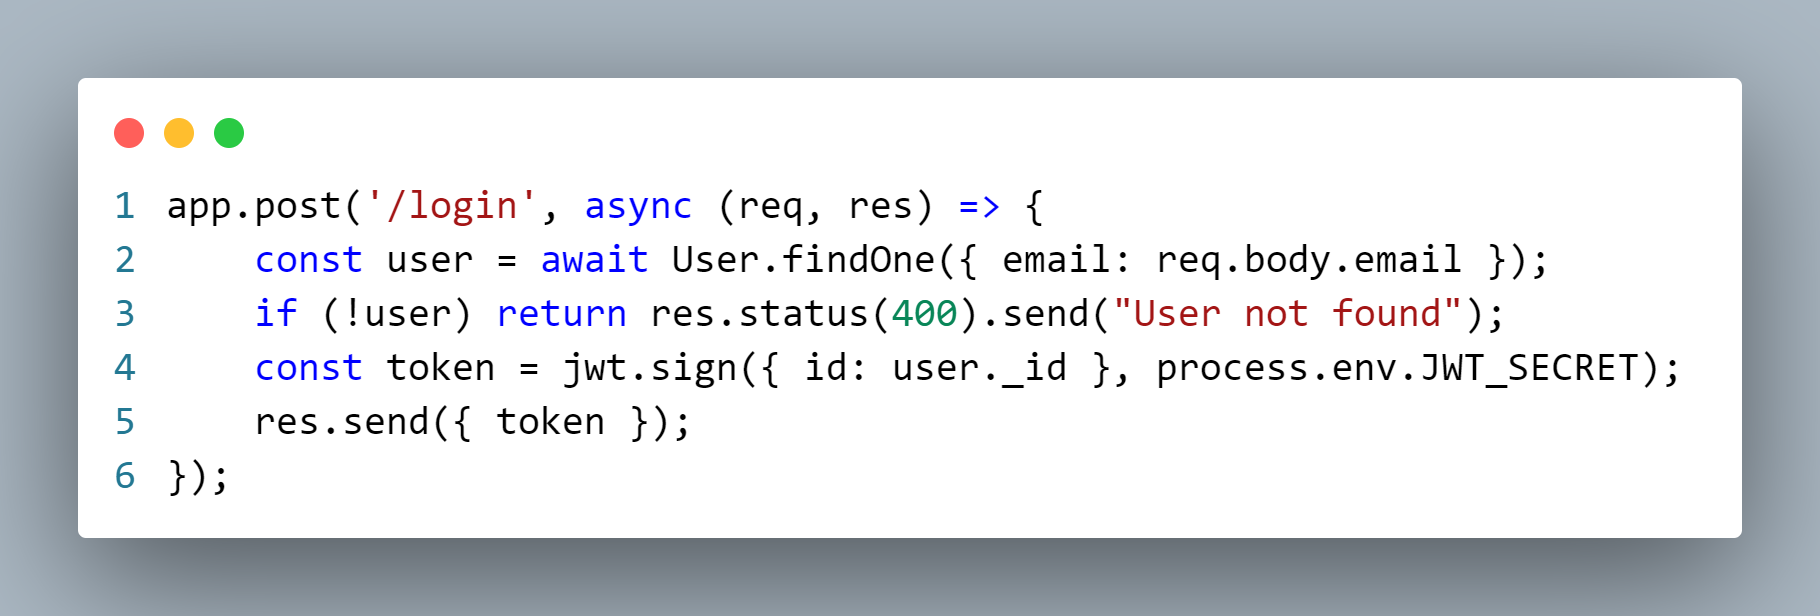 1 app.post('/login', async (req, res) => {
2     const user = await User.findOne({ email: req.body.email });
3     if (!user) return res.status(400).send("User not found");
4     const token = jwt.sign({ id: user._id }, process.env.JWT_SECRET);
5     res.send({ token });
6 });